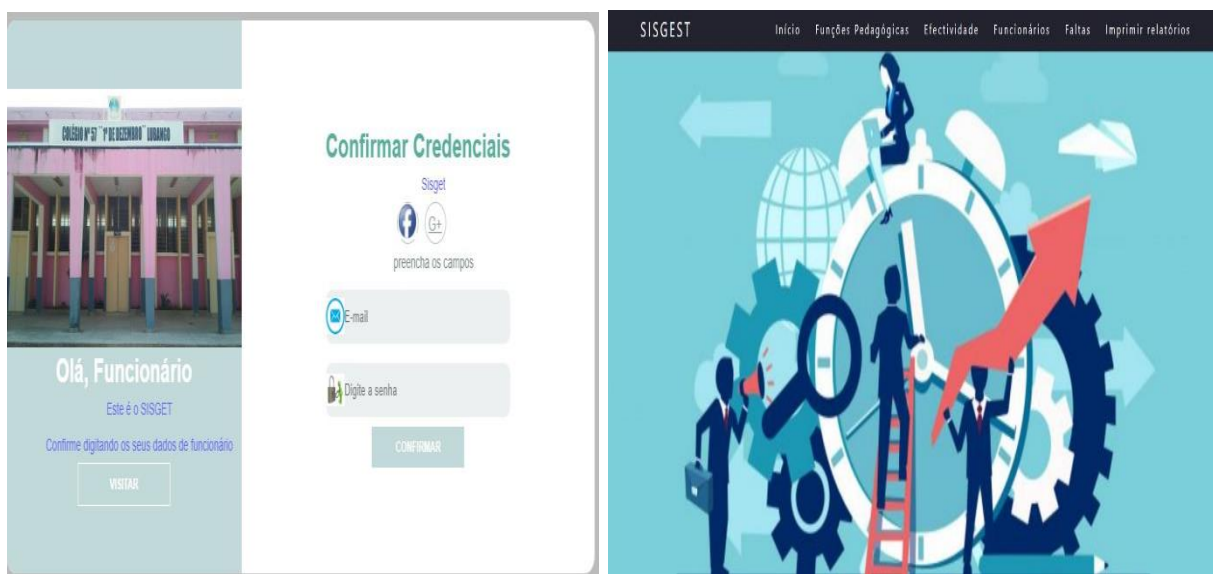 COLÉGIO Nº 57 "1º DE DEZEMBRO" LUBANGO
Olá, Funcionário
Este é o SISGET
Confirme digitando os seus dados de funcionário
VISITAR
Confirmar Credenciais
Sisget
G+
preencha os campos
E-mail
Digite a senha
CONFIRMAR
SISGEST
Início Funções Pedagógicas Efectividade Funcionários Faltas Imprimir relatórios